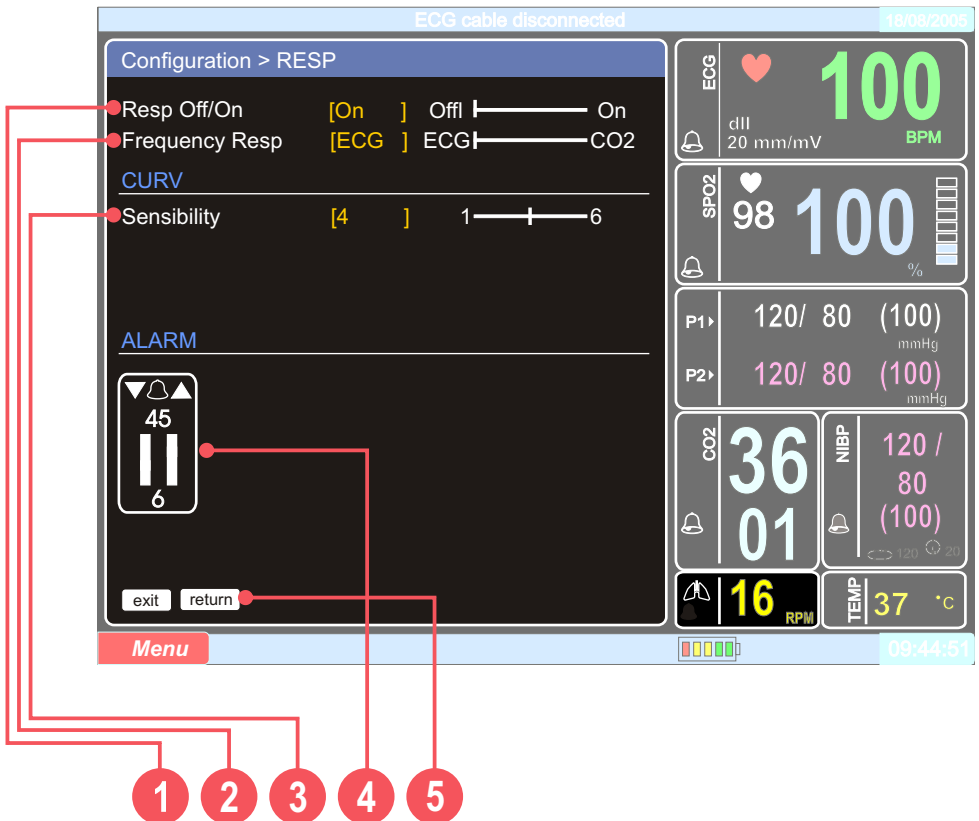 ECG cable disconnected 18/08/2005
Configuration > RESP
Resp Off/On [On ] Offl On
Frequency Resp [ECG ] ECG CO2
CURV
Sensibility [4 ] 1 6
ALARM
45
6
exit return
ECG
100
dII
20 mm/mV
BPM
SPO2
98
100
%
P1 120/ 80 (100)
mmHg
P2 120/ 80 (100)
mmHg
CO2
36
01
NIBP
120 /
80
(100)
120 20
16 RPM
TEMP
37 °C
Menu 09:44:51
1 2 3 4 5